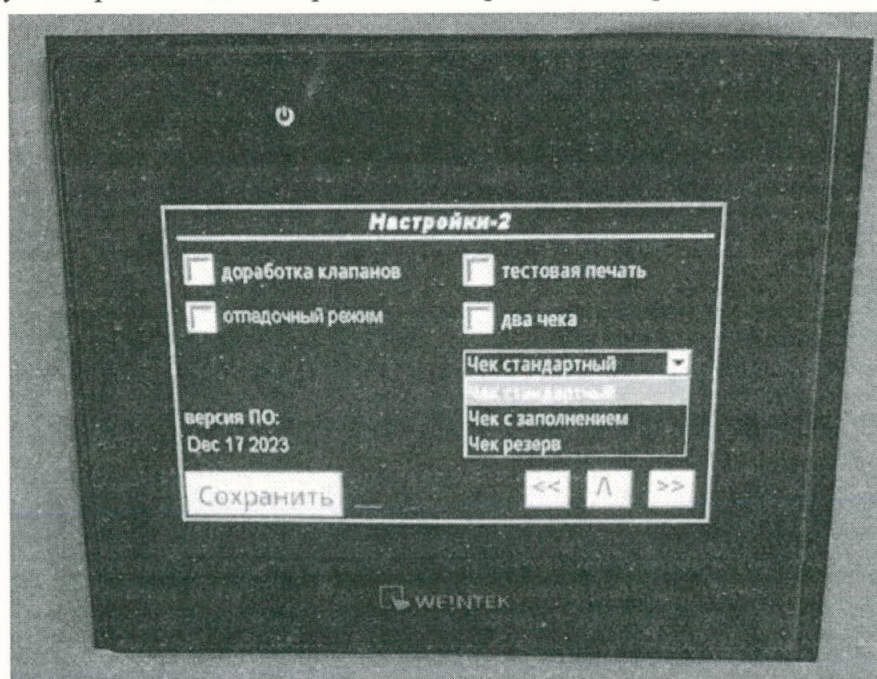 Настройки-2
доработка клапанов
тестовая печать
отладочный режим
два чека
Чек стандартный
Чек стандартный
Чек с заполнением
Чек резерв
версия ПО:
Dec 17 2023
Сохранить
<< /\ >>
WEINTEK